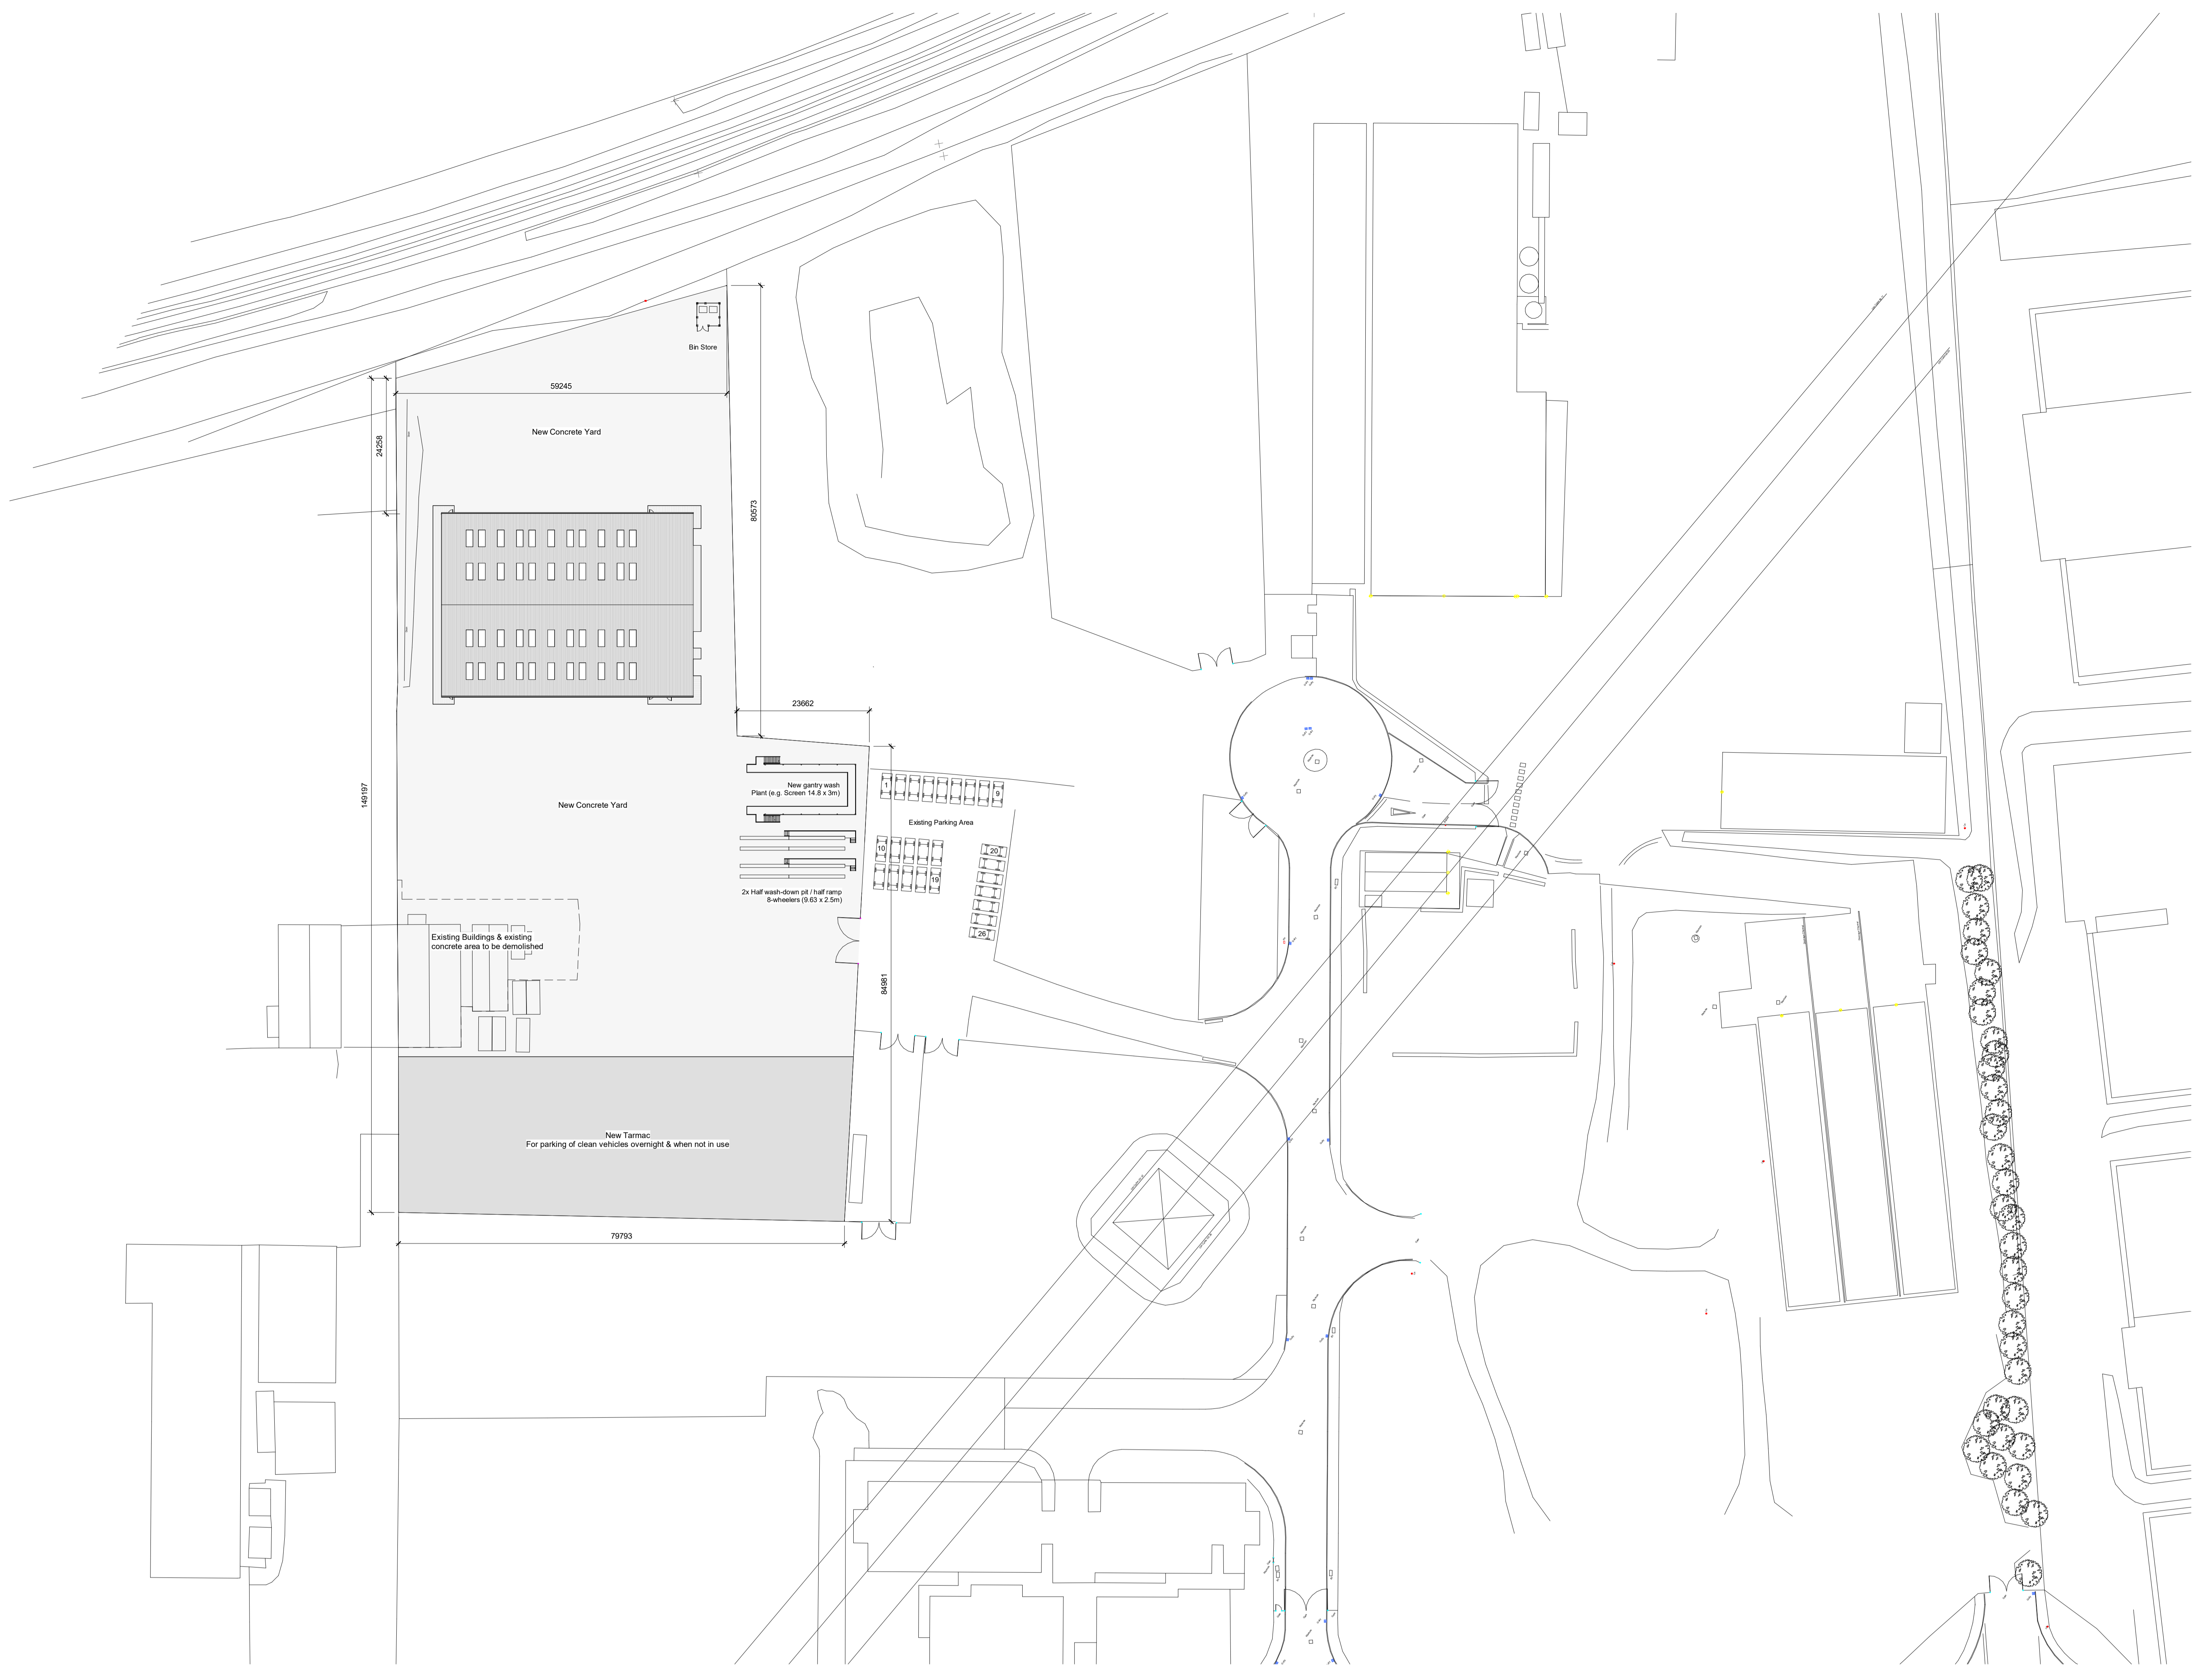 Bin Store
59245
24258
New Concrete Yard
80573
23662
149197
New gantry wash
Plant (e.g. Screen 14.8 x 3m)
1
9
New Concrete Yard
Existing Parking Area
10
20
19
2x Half wash-down pit / half ramp
8-wheelers (9.63 x 2.5m)
26
Existing Buildings & existing
concrete area to be demolished
84981
New Tarmac
For parking of clean vehicles overnight & when not in use
79793